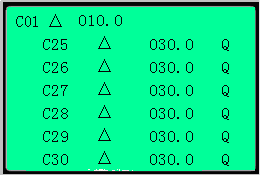 C01 △ 010.0
C25 △ 030.0 Q
C26 △ 030.0 Q
C27 △ 030.0 Q
C28 △ 030.0 Q
C29 △ 030.0 Q
C30 △ 030.0 Q